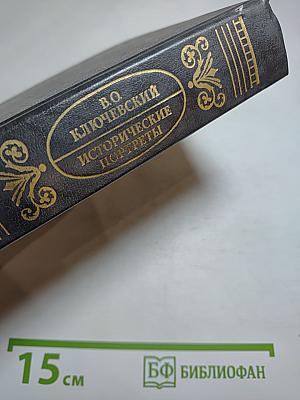 В.О.
КЛЮЧЕВСКИЙ
ИСТОРИЧЕСКИЕ
ПОРТРЕТЫ
15 см
БФ БИБЛИОФАН